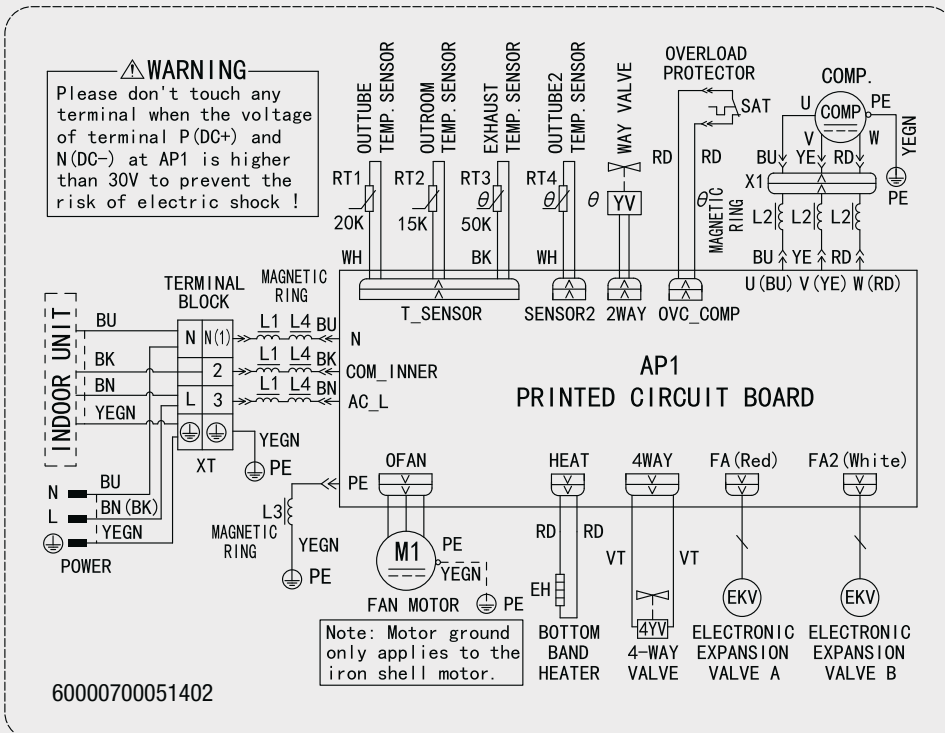 WARNING
Please don't touch any
terminal when the voltage
of terminal P(DC+) and
N(DC-) at AP1 is higher
than 30V to prevent the
risk of electric shock !
OUTTUBE
TEMP. SENSOR
OUTROOM
TEMP. SENSOR
EXHAUST
TEMP. SENSOR
OUTTUBE2
TEMP. SENSOR
WAY VALVE
OVERLOAD
PROTECTOR
SAT
RD RD
COMP.
U COMP PE
V W
YEGN
BU YE RD
X1
PE
L2 L2 L2
MAGNETIC
RING
BU YE RD
RT1 RT2 RT3 RT4
θ θ θ YV θ
20K 15K 50K
WH BK WH
T_SENSOR SENSOR2 2WAY OVC_COMP
U(BU) V(YE) W(RD)
TERMINAL
BLOCK
MAGNETIC
RING
INDOOR UNIT
BU
N N(1) L1 L4 BU N
BK
2 L1 L4 BK COM_INNER
BN
L 3 L1 L4 BN AC_L
YEGN
XT
YEGN
PE
AP1
PRINTED CIRCUIT BOARD
N BU
L BN(BK)
YEGN
POWER
PE
L3
MAGNETIC
RING
YEGN
PE
OFAN HEAT 4WAY FA(Red) FA2(White)
M1 PE
YEGN
PE
FAN MOTOR
RD RD
EH
BOTTOM
BAND
HEATER
VT VT
4YV
4-WAY
VALVE
EKV
ELECTRONIC
EXPANSION
VALVE A
EKV
ELECTRONIC
EXPANSION
VALVE B
Note: Motor ground
only applies to the
iron shell motor.
60000700051402